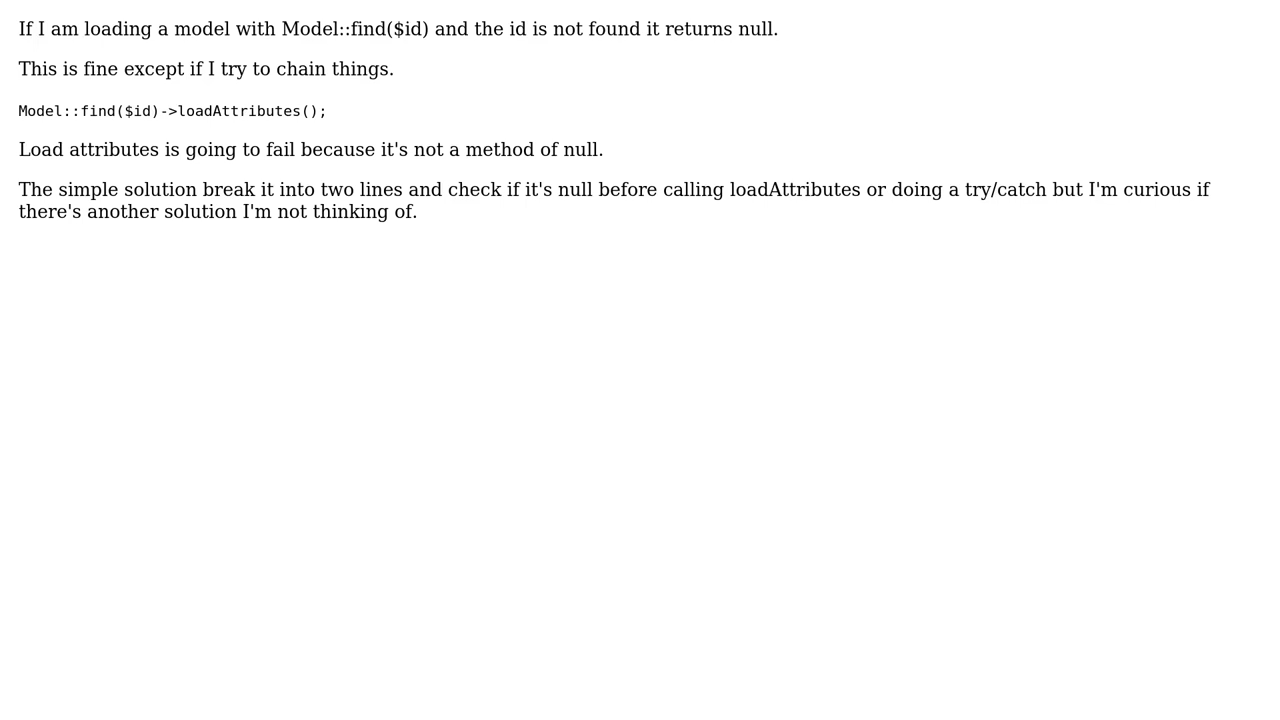 If I am loading a model with Model::find($id) and the id is not found it returns null.
This is fine except if I try to chain things.
Model::find($id)->loadAttributes();
Load attributes is going to fail because it's not a method of null.
The simple solution break it into two lines and check if it's null before calling loadAttributes or doing a try/catch but I'm curious if
there's another solution I'm not thinking of.